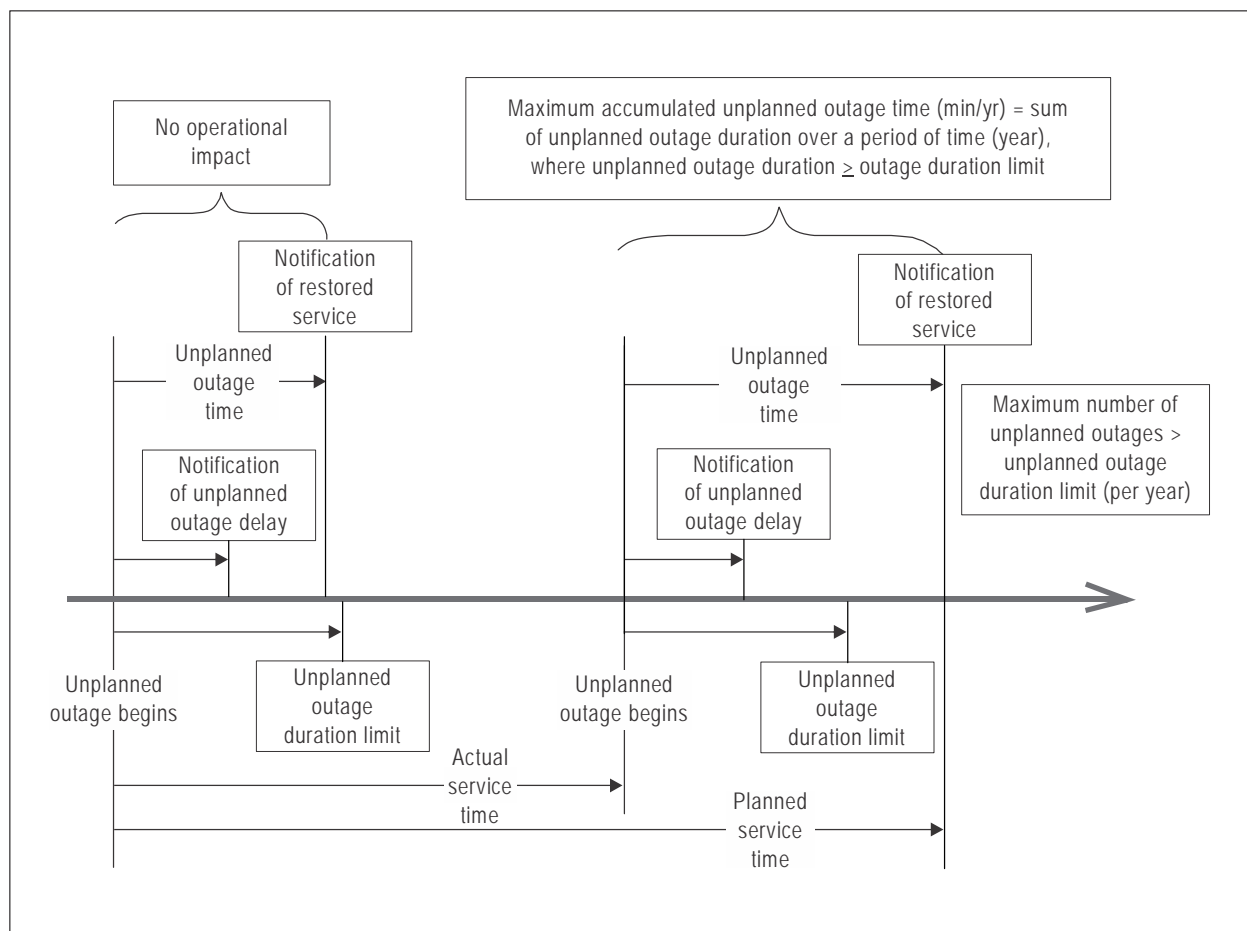 No operational
impact
Maximum accumulated unplanned outage time (min/yr) = sum
of unplanned outage duration over a period of time (year),
where unplanned outage duration ≥ outage duration limit
Notification
of restored
service
Notification
of restored
service
Unplanned
outage
time
Unplanned
outage
time
Maximum number of
unplanned outages >
unplanned outage
duration limit (per year)
Notification
of unplanned
outage delay
Notification
of unplanned
outage delay
Unplanned
outage begins
Unplanned
outage
duration limit
Unplanned
outage begins
Unplanned
outage
duration limit
Actual
service
time
Planned
service
time